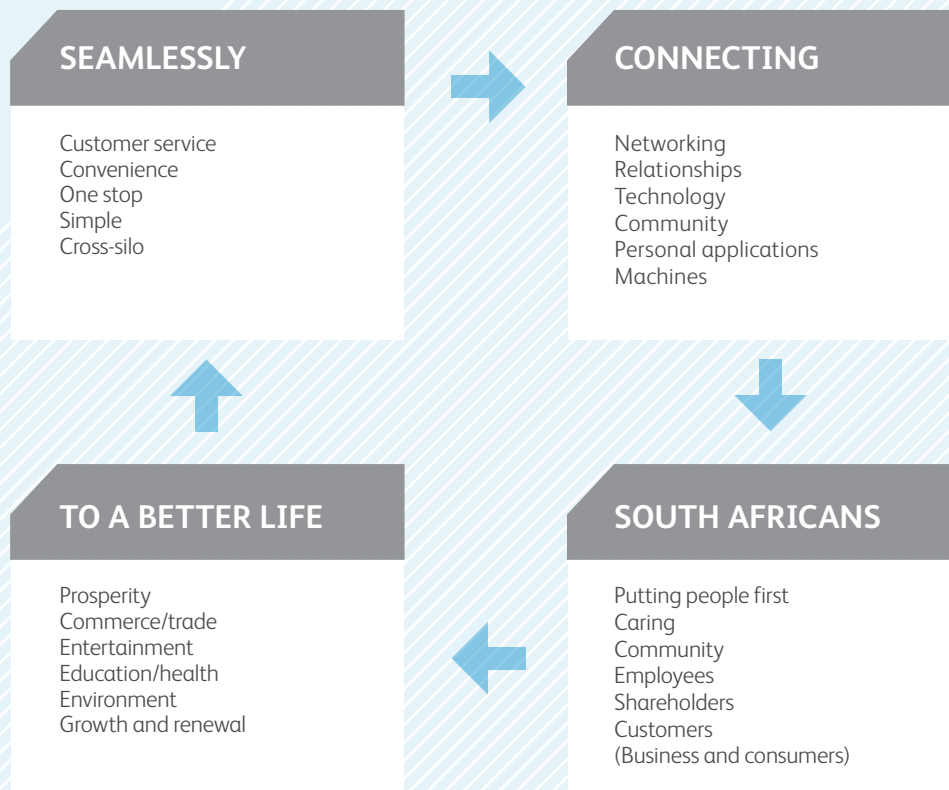 SEAMLESSLY
Customer service
Convenience
One stop
Simple
Cross-silo
CONNECTING
Networking
Relationships
Technology
Community
Personal applications
Machines
SOUTH AFRICANS
Putting people first
Caring
Community
Employees
Shareholders
Customers
(Business and consumers)
TO A BETTER LIFE
Prosperity
Commerce/trade
Entertainment
Education/health
Environment
Growth and renewal